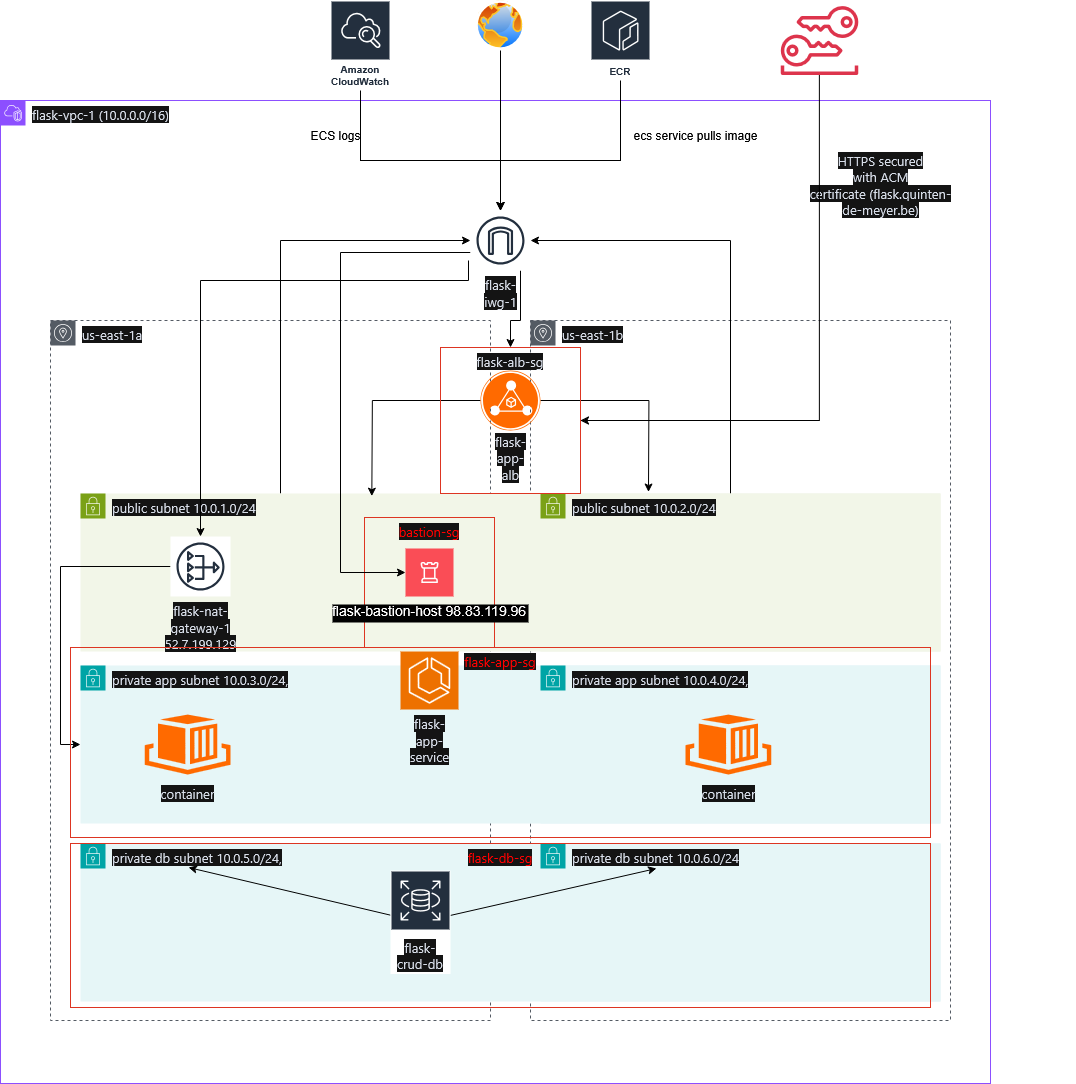 Amazon
CloudWatch
ECR
flask-vpc-1 (10.0.0.0/16)
ECS logs
ecs service pulls image
HTTPS secured
with ACM
certificate (flask.quinten-
de-meyer.be)
flask-
iwg-1
us-east-1a
us-east-1b
flask-alb-sg
flask-
app-
alb
public subnet 10.0.1.0/24
public subnet 10.0.2.0/24
bastion-sg
flask-bastion-host 98.83.119.96
flask-nat-
gateway-1
52.7.199.129
flask-app-sg
private app subnet 10.0.3.0/24,
private app subnet 10.0.4.0/24,
flask-
app-
service
container
container
private db subnet 10.0.5.0/24,
flask-db-sg
private db subnet 10.0.6.0/24
flask-
crud-db